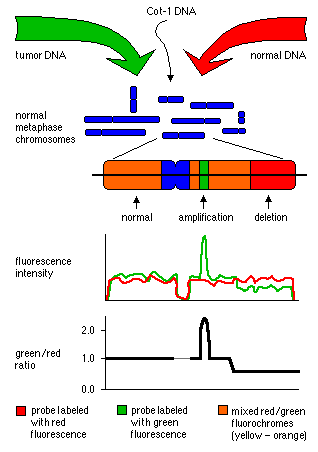 Cot-1 DNA
tumor DNA
normal DNA
normal
metaphase
chromosomes
normal
amplification
deletion
fluorescence
intensity
green/red
ratio
2.0
1.0
0.0
probe labeled
with red
fluorescence
probe labeled
with green
fluorescence
mixed red/green
fluorochromes
(yellow – orange)